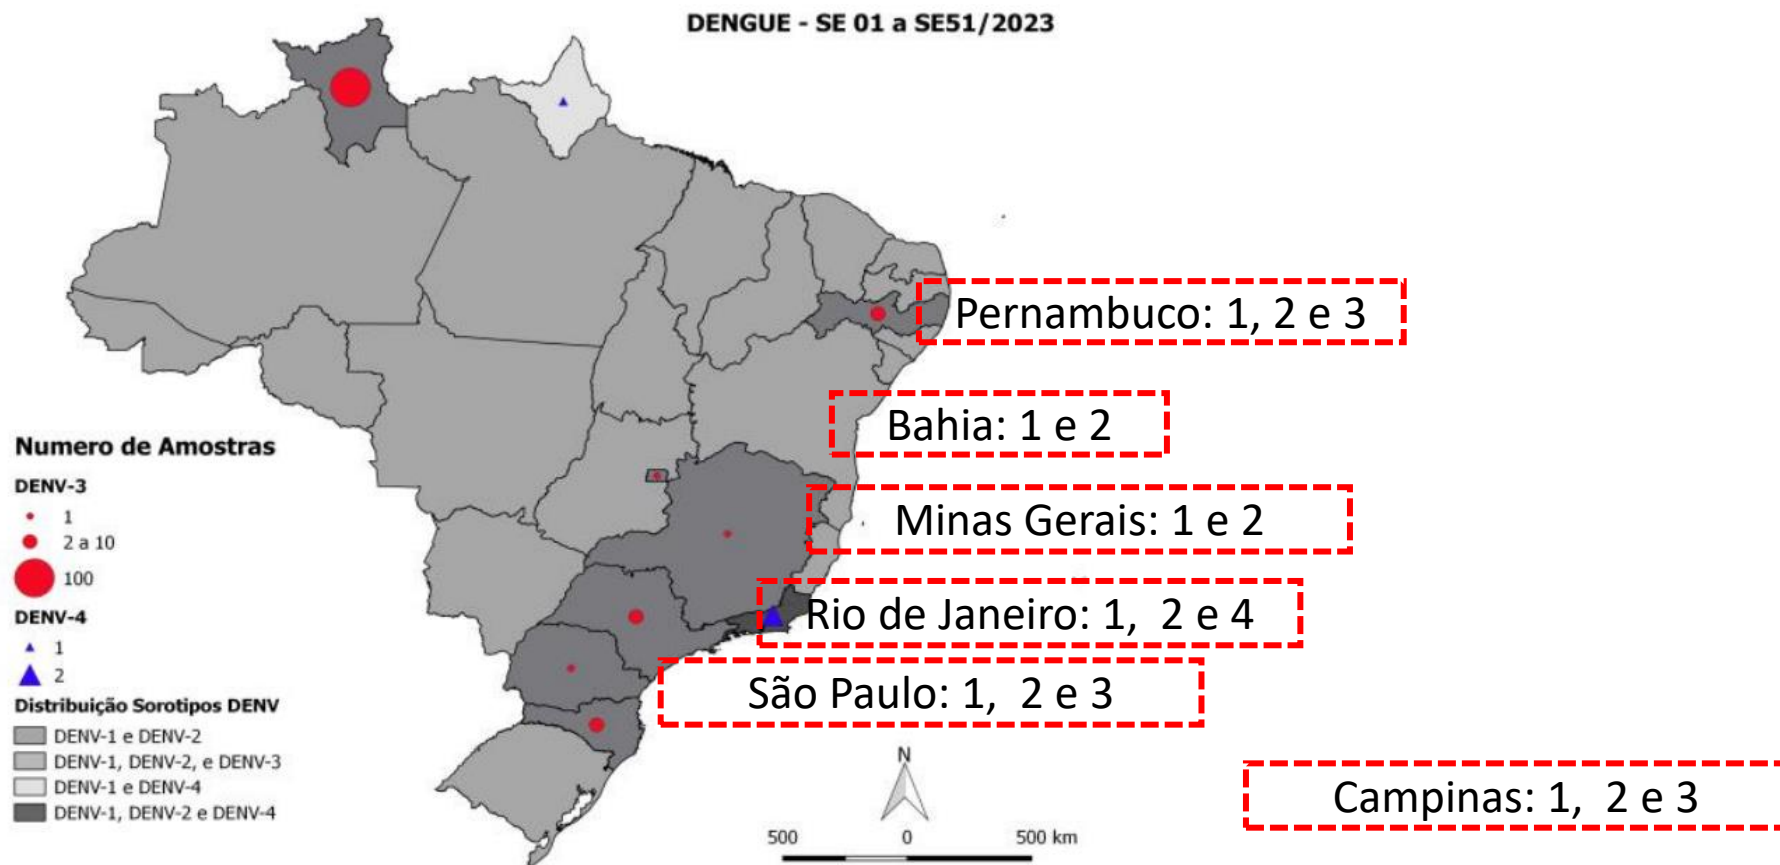 DENGUE - SE 01 a SE51/2023
Pernambuco: 1, 2 e 3
Bahia: 1 e 2
Minas Gerais: 1 e 2
Rio de Janeiro: 1, 2 e 4
São Paulo: 1, 2 e 3
Campinas: 1, 2 e 3
Numero de Amostras
DENV-3
1
2 a 10
100
DENV-4
1
2
Distribuição Sorotipos DENV
DENV-1 e DENV-2
DENV-1, DENV-2, e DENV-3
DENV-1 e DENV-4
DENV-1, DENV-2 e DENV-4
N
500 0 500 km